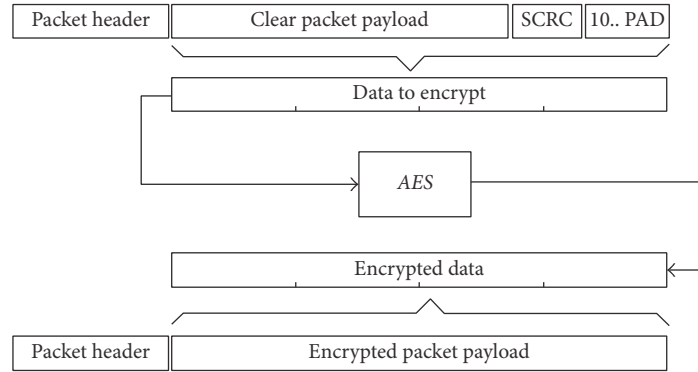 Packet header Clear packet payload SCRC 10.. PAD
Data to encrypt
AES
Encrypted data
Packet header Encrypted packet payload